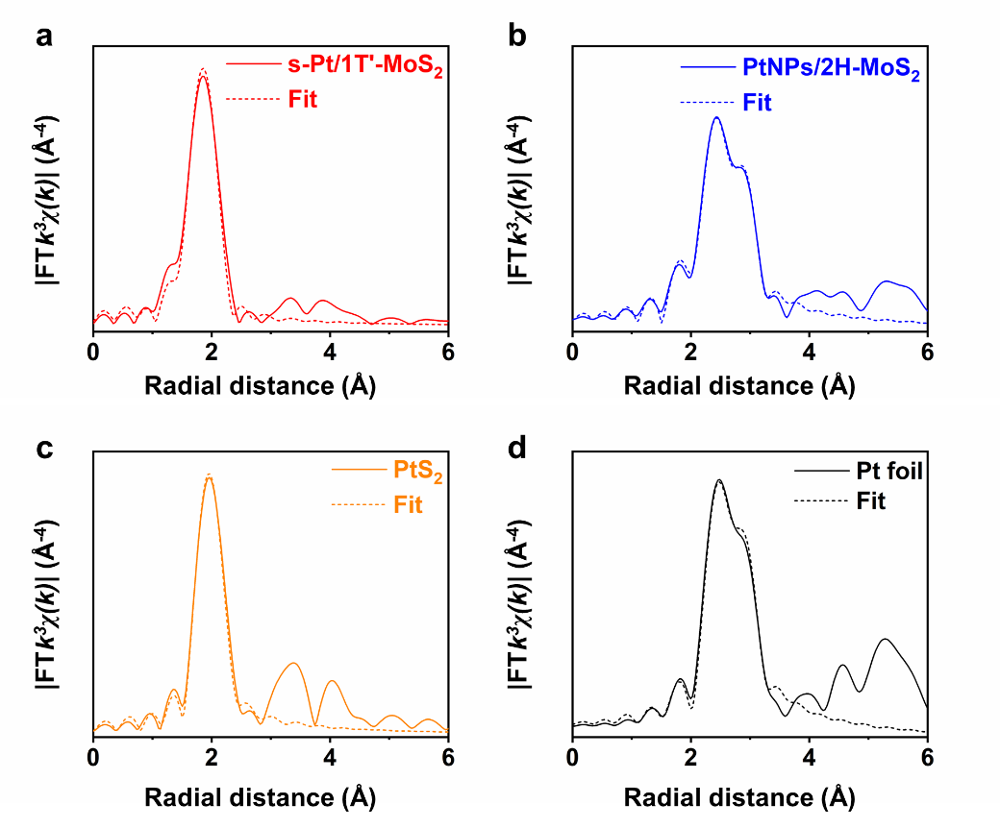 a
s-Pt/1T'-MoS₂
Fit
|FTk³χ(k)| (Å⁻⁴)
0 2 4 6
Radial distance (Å)
b
PtNPs/2H-MoS₂
Fit
|FTk³χ(k)| (Å⁻⁴)
0 2 4 6
Radial distance (Å)
c
PtS₂
Fit
|FTk³χ(k)| (Å⁻⁴)
0 2 4 6
Radial distance (Å)
d
Pt foil
Fit
|FTk³χ(k)| (Å⁻⁴)
0 2 4 6
Radial distance (Å)